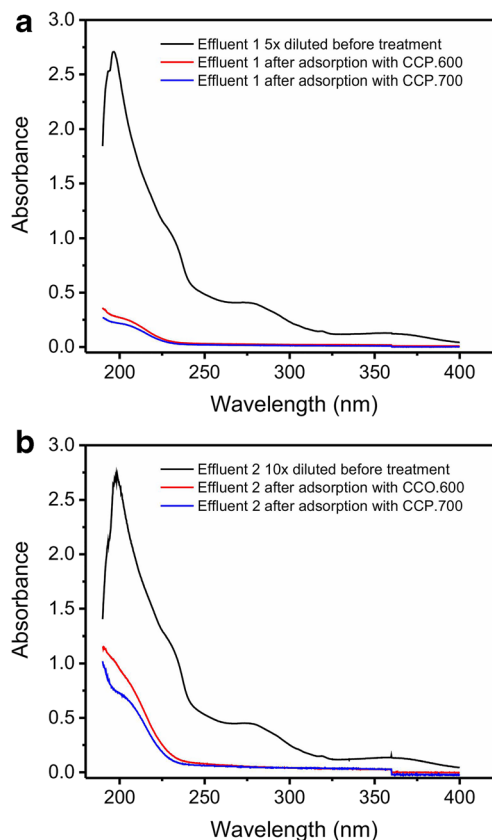 a
3.0
Effluent 1 5x diluted before treatment
Effluent 1 after adsorption with CCP.600
Effluent 1 after adsorption with CCP.700
2.5
2.0
1.5
1.0
0.5
0.0
Absorbance
200 250 300 350 400
Wavelength (nm)
b
3.0
Effluent 2 10x diluted before treatment
Effluent 2 after adsorption with CCO.600
Effluent 2 after adsorption with CCP.700
2.5
2.0
1.5
1.0
0.5
0.0
Absorbance
200 250 300 350 400
Wavelength (nm)